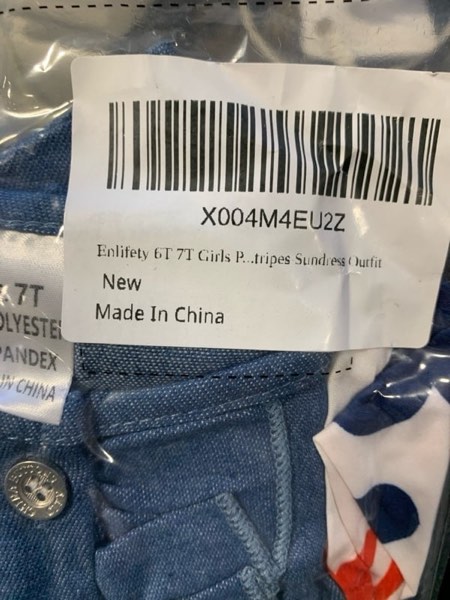 X004M4EU2Z
Enlifety 6T 7T Girls P...tripes Sundress Outfit
New
Made In China
7T
OLYESTE
PANDEX
IN CHINA